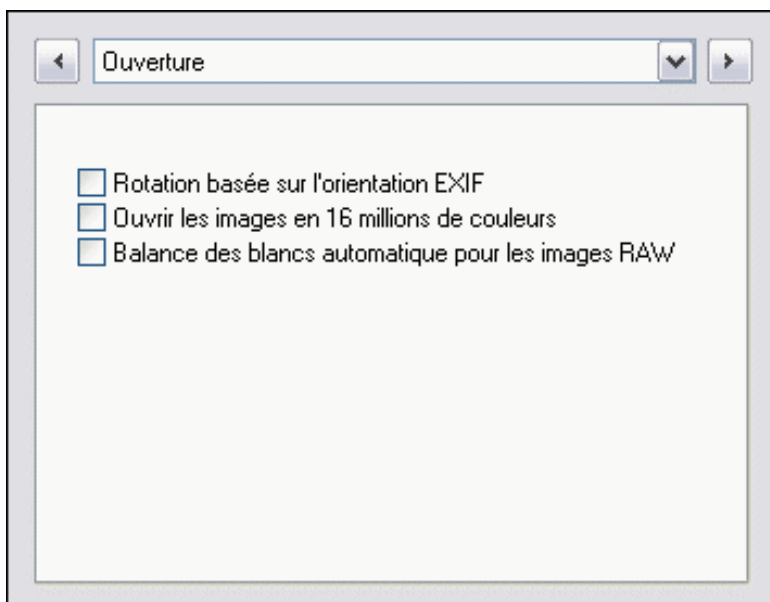 Ouverture
Rotation basée sur l'orientation EXIF
Ouvrir les images en 16 millions de couleurs
Balance des blancs automatique pour les images RAW